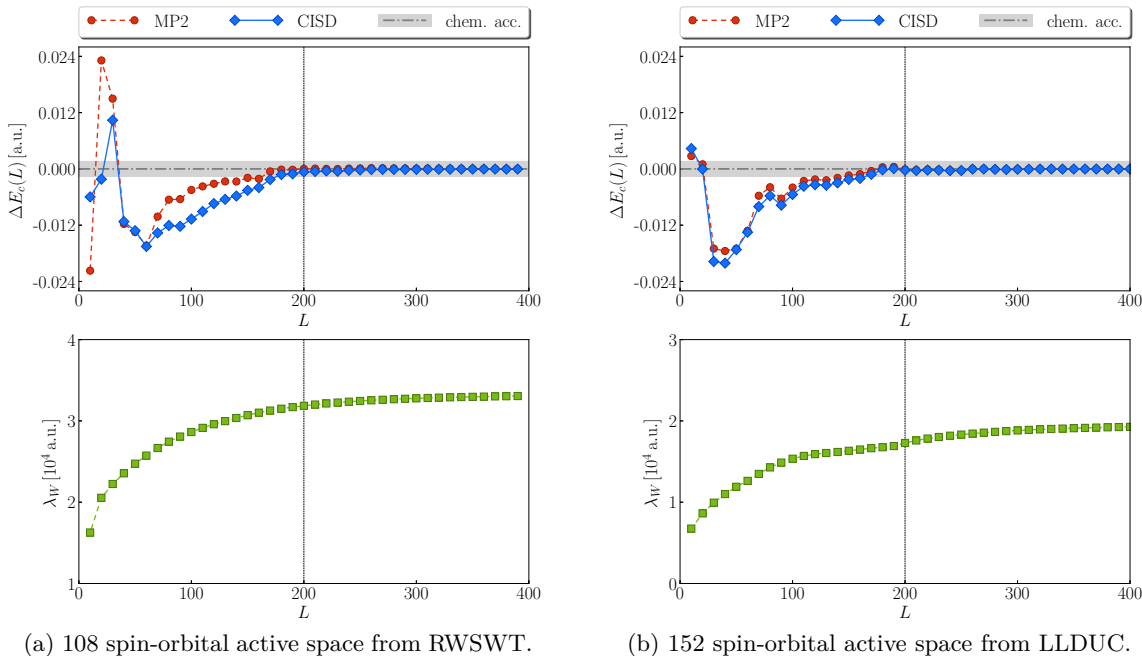 MP2 CISD chem. acc.
0.024
0.012
0.000
-0.012
-0.024
ΔE_c(L) [a.u.]
0 100 200 300 400
L
4
3
2
1
λ_W [10^4 a.u.]
0 100 200 300 400
L
(a) 108 spin-orbital active space from RWSWT.
MP2 CISD chem. acc.
0.024
0.012
0.000
-0.012
-0.024
ΔE_c(L) [a.u.]
0 100 200 300 400
L
3
2
1
0
λ_W [10^4 a.u.]
0 100 200 300 400
L
(b) 152 spin-orbital active space from LLDUC.